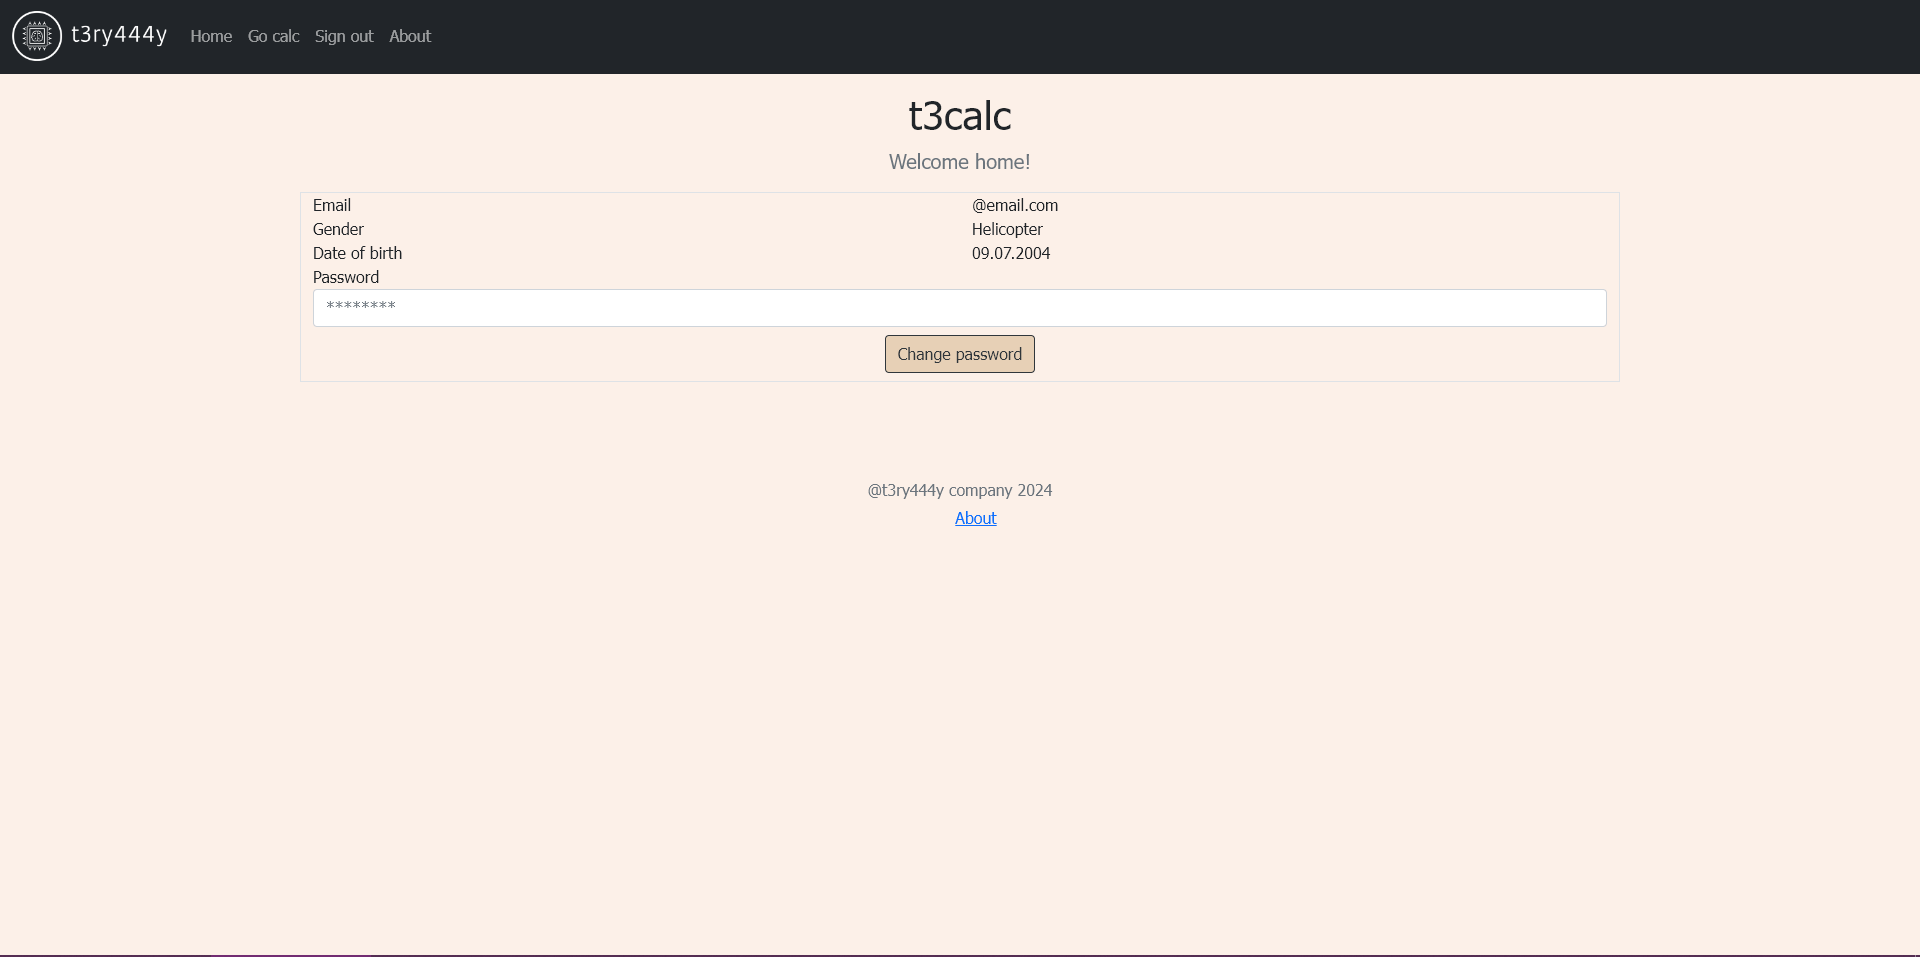 t3ry444y Home Go calc Sign out About
t3calc
Welcome home!
Email @email.com
Gender Helicopter
Date of birth 09.07.2004
Password
********
Change password
@t3ry444y company 2024
About